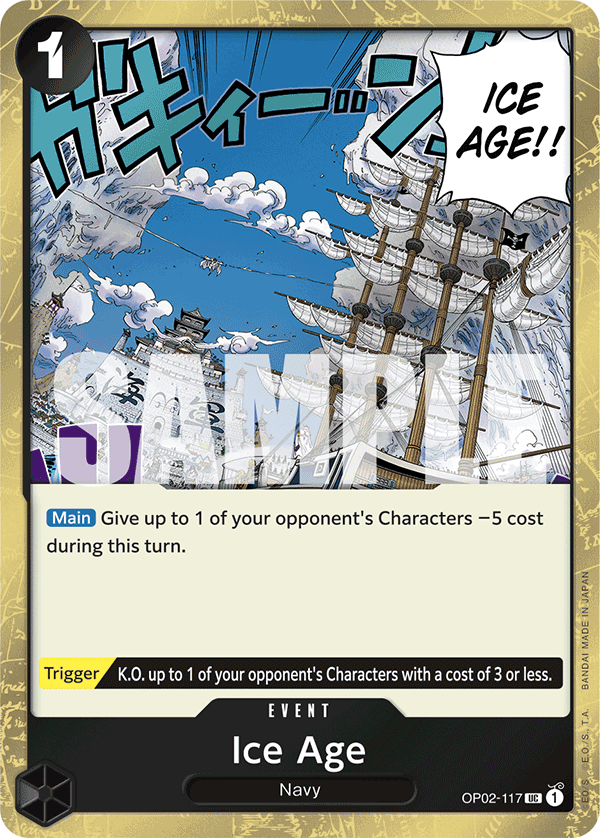 1
ガキィーン
ICE
AGE!!
SAMPLE
Main Give up to 1 of your opponent's Characters −5 cost
during this turn.
Trigger K.O. up to 1 of your opponent's Characters with a cost of 3 or less.
EVENT
Ice Age
Navy
OP02-117 UC 1
©E.O./S., T.A. BANDAI MADE IN JAPAN